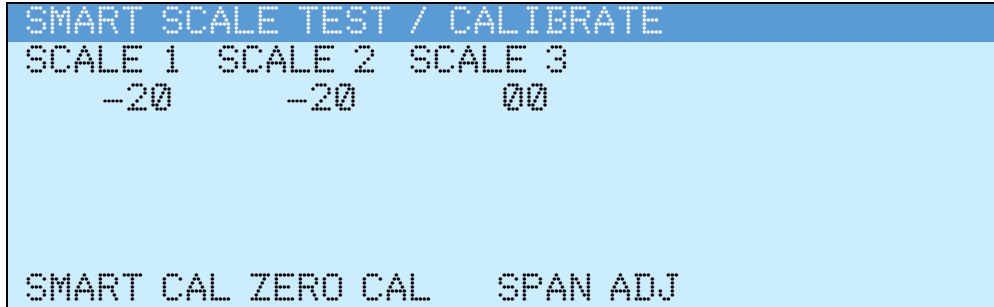 SMART SCALE TEST / CALIBRATE
SCALE 1 SCALE 2 SCALE 3
-20 -20 00
SMART CAL ZERO CAL SPAN ADJ